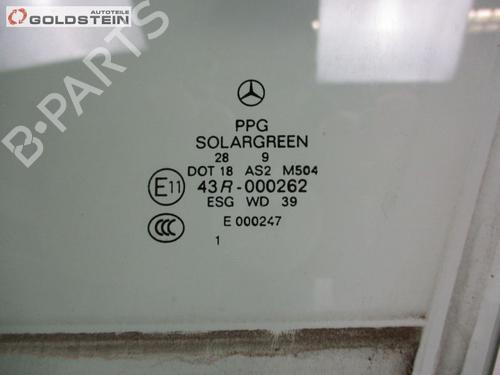 AUTOTEILE
GOLDSTEIN
B-PARTS
PPG
SOLARGREEN
28 9
DOT 18 AS2 M504
E11 43R-000262
ESG WD 39
CCC E 000247
1